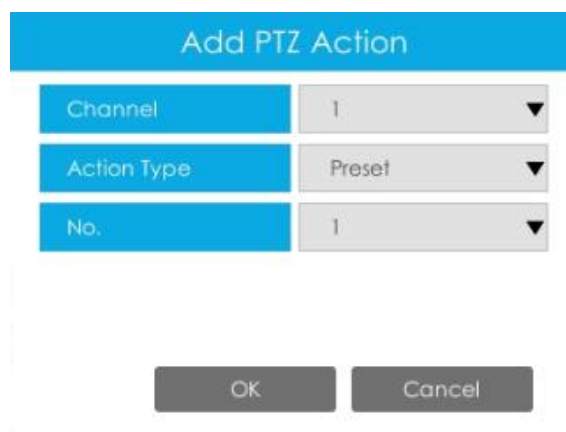 Add PTZ Action
Channel 1
Action Type Preset
No. 1
OK Cancel